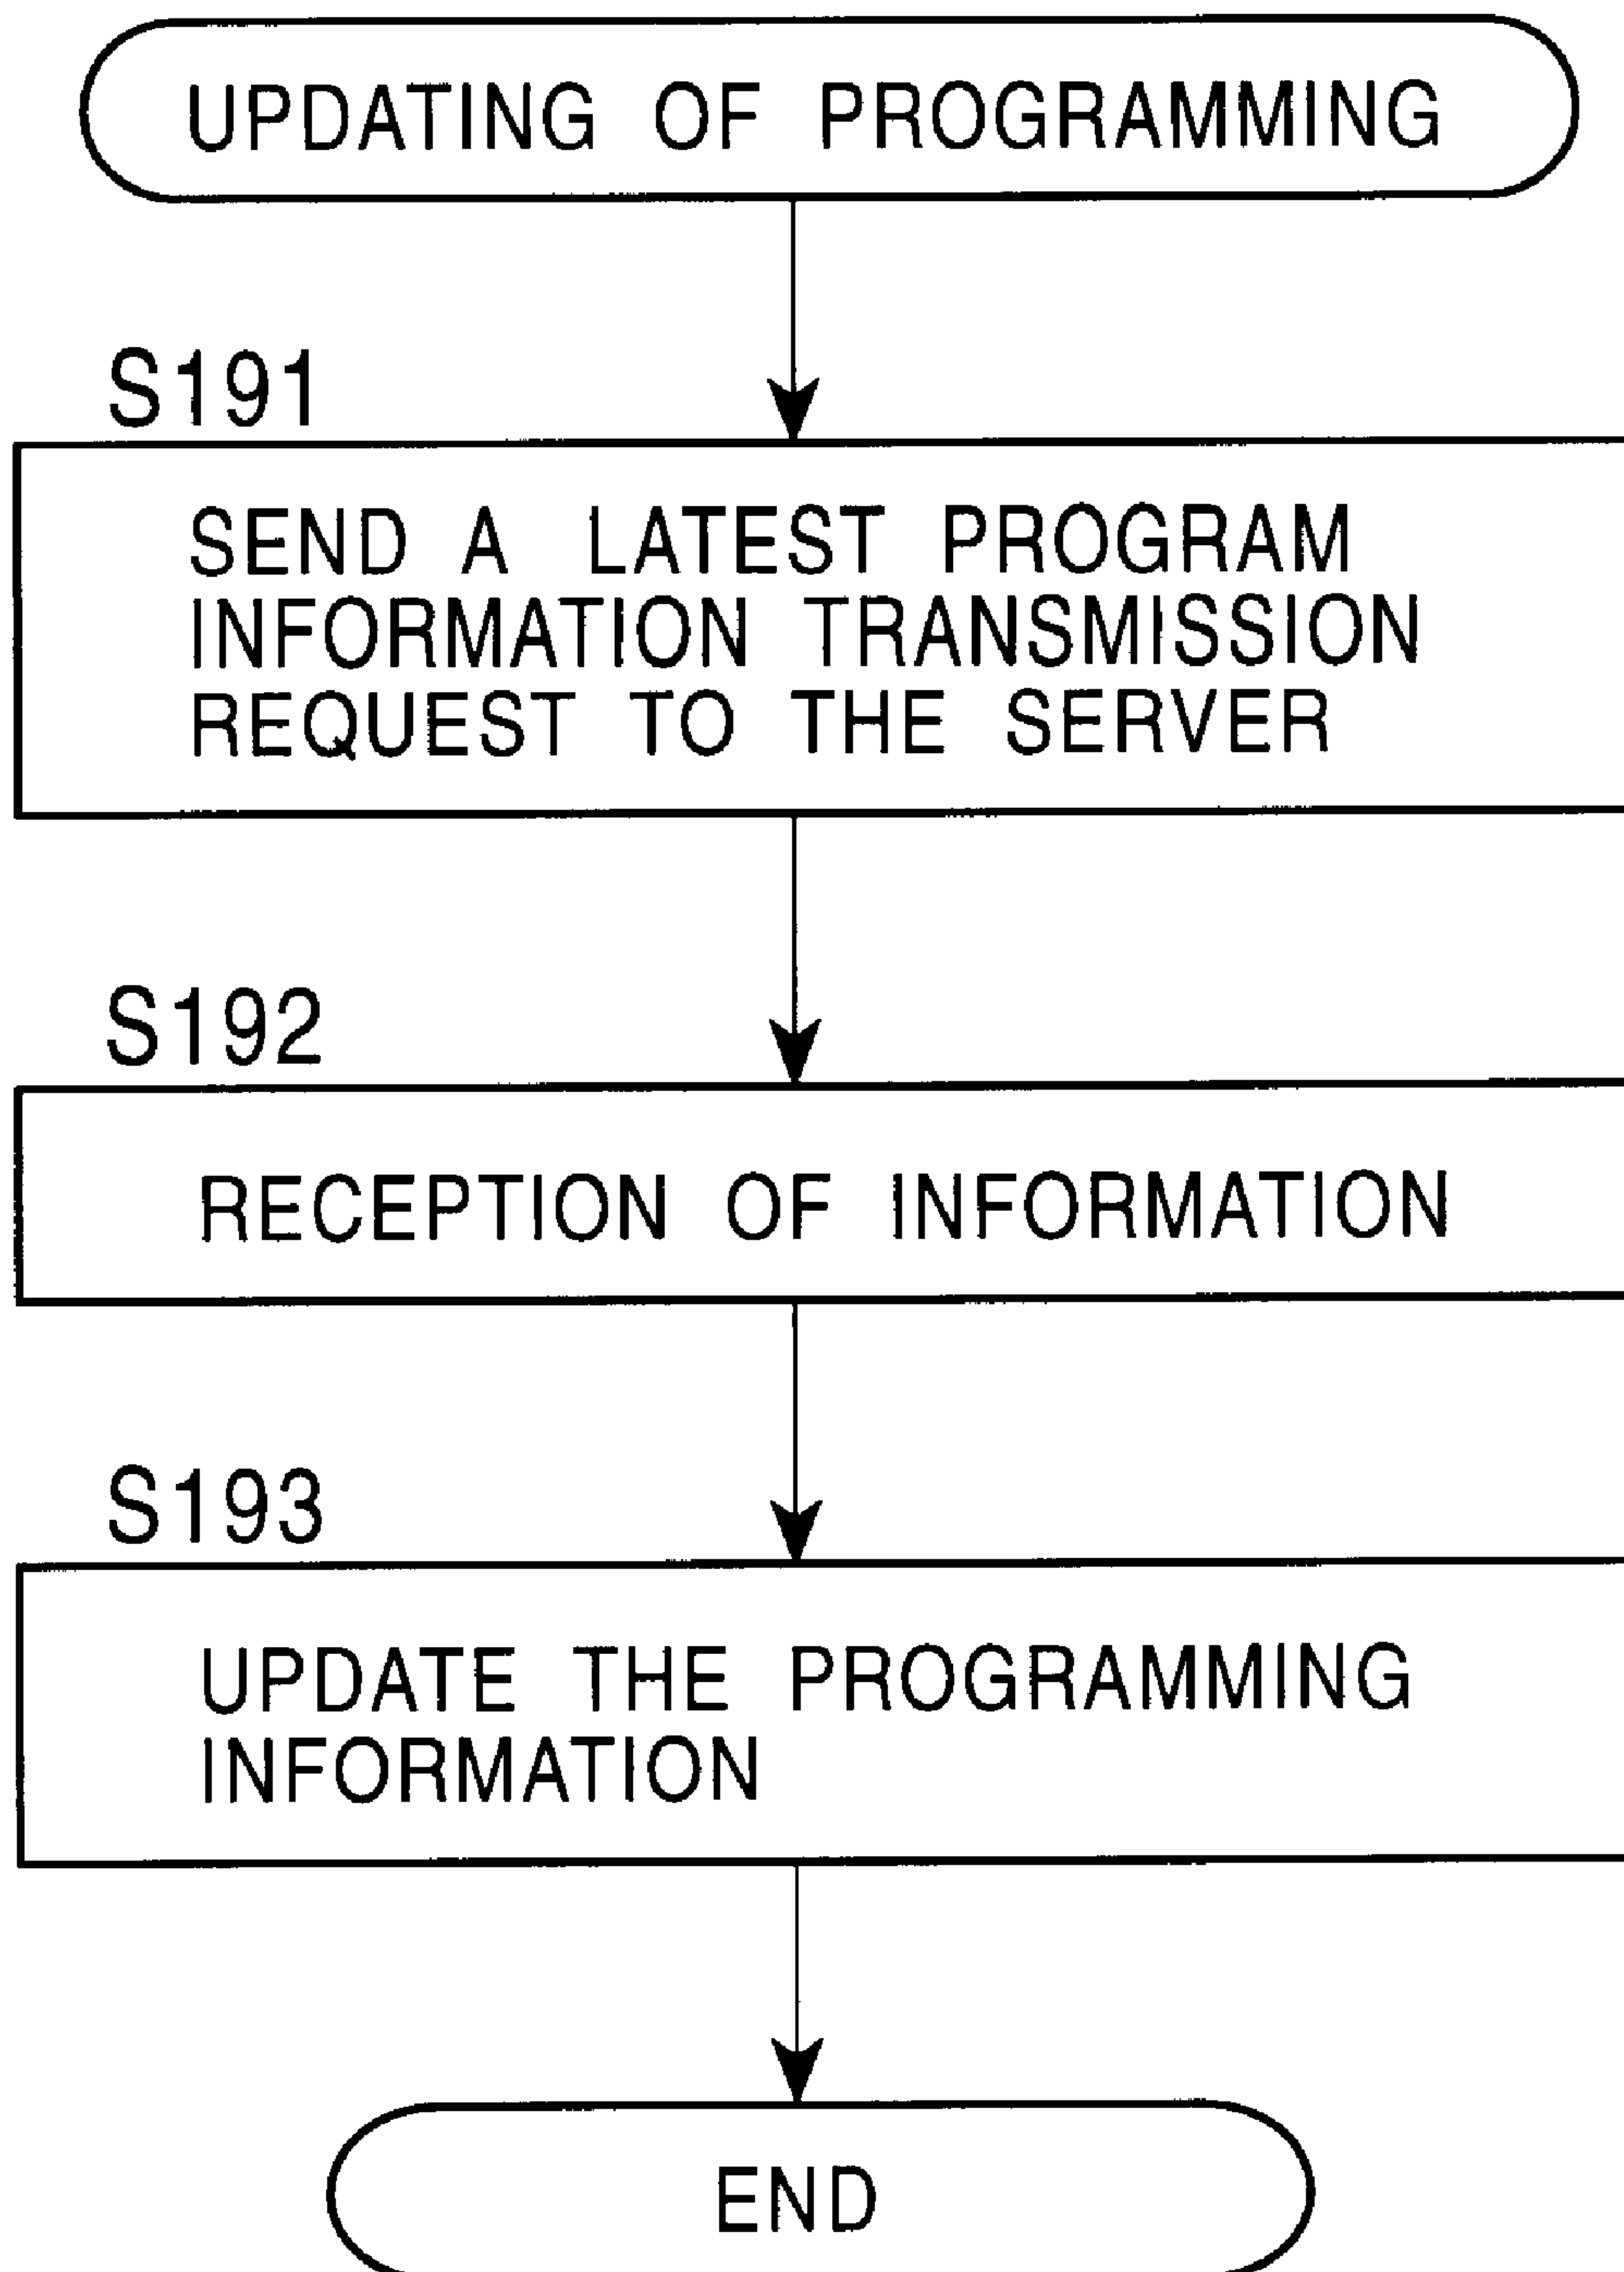 UPDATING OF PROGRAMMING
S191
SEND A LATEST PROGRAM
INFORMATION TRANSMISSION
REQUEST TO THE SERVER
S192
RECEPTION OF INFORMATION
S193
UPDATE THE PROGRAMMING
INFORMATION
END